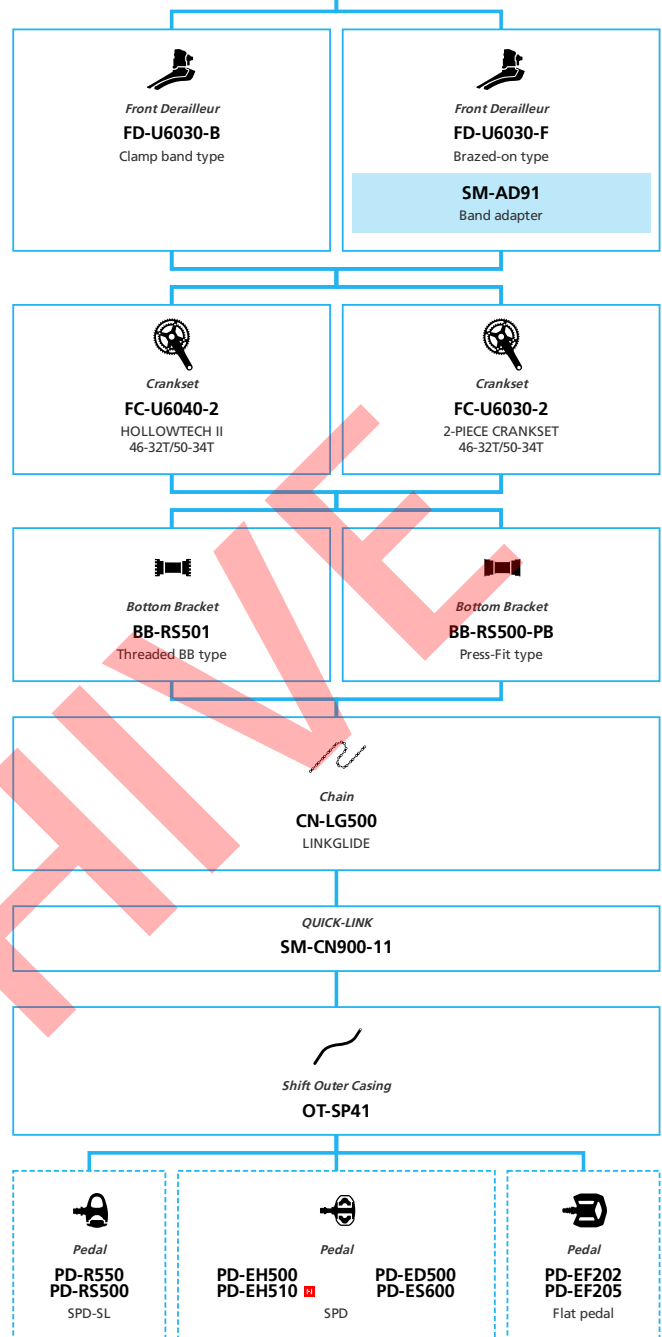 Front Derailleur
FD-U6030-B
Clamp band type
Front Derailleur
FD-U6030-F
Brazed-on type
SM-AD91
Band adapter
Crankset
FC-U6040-2
HOLLOWTECH II
46-32T/50-34T
Crankset
FC-U6030-2
2-PIECE CRANKSET
46-32T/50-34T
Bottom Bracket
BB-RS501
Threaded BB type
Bottom Bracket
BB-RS500-PB
Press-Fit type
Chain
CN-LG500
LINKGLIDE
QUICK-LINK
SM-CN900-11
Shift Outer Casing
OT-SP41
Pedal
PD-R550
PD-RS500
SPD-SL
Pedal
PD-EH500 PD-ED500
PD-EH510 N PD-ES600
SPD
Pedal
PD-EF202
PD-EF205
Flat pedal
HIVE